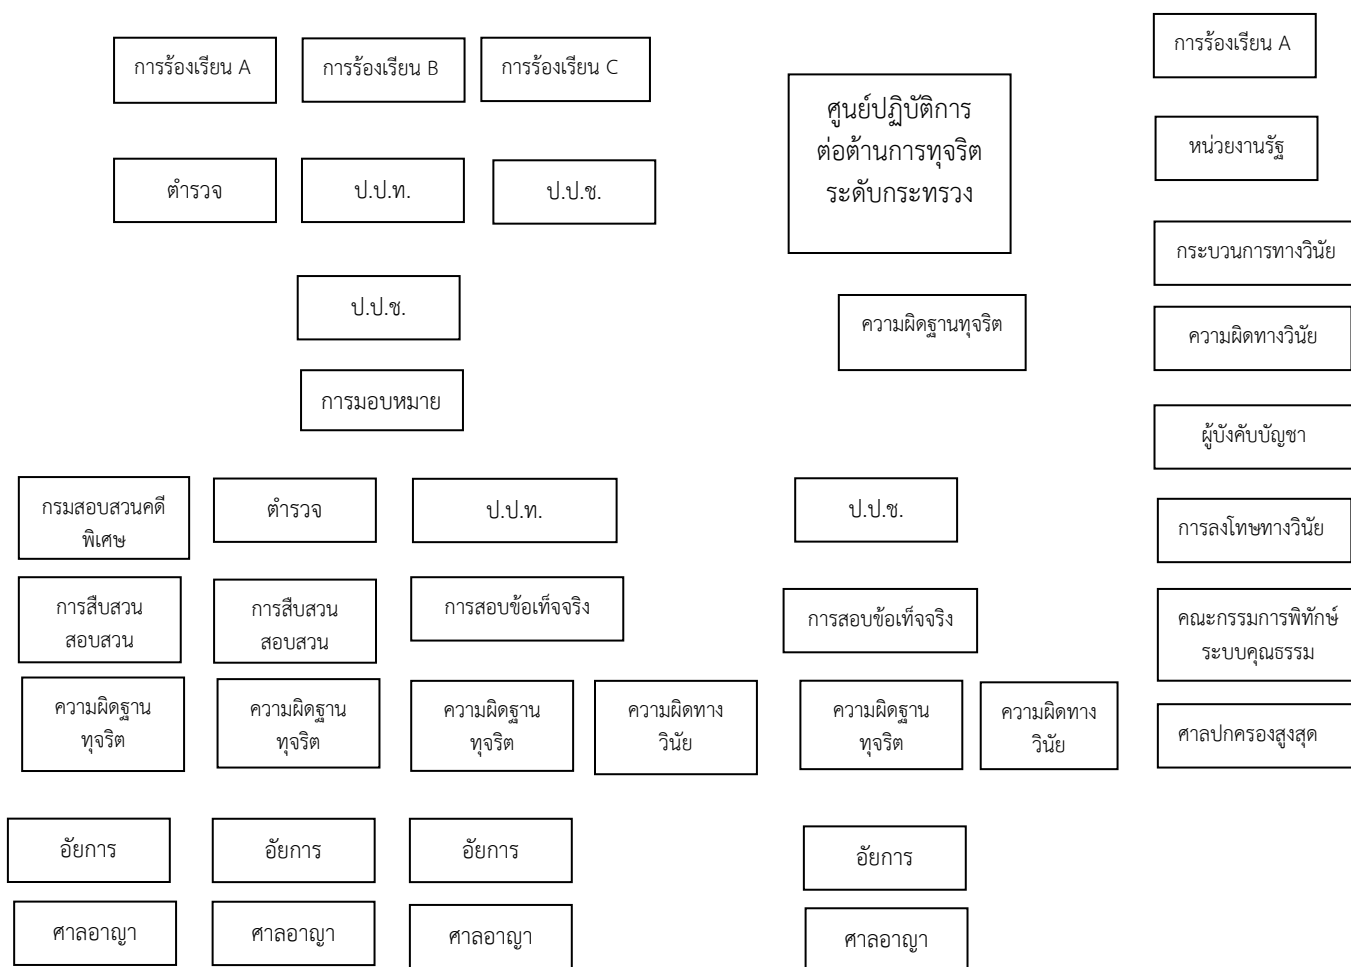 การร้องเรียน A
การร้องเรียน B
การร้องเรียน C
ตำรวจ
ป.ป.ท.
ป.ป.ช.
ป.ป.ช.
การมอบหมาย
ศูนย์ปฏิบัติการ
ต่อต้านการทุจริต
ระดับกระทรวง
ความผิดฐานทุจริต
กรมสอบสวนคดี
พิเศษ
ตำรวจ
ป.ป.ท.
ป.ป.ช.
การสืบสวน
สอบสวน
การสืบสวน
สอบสวน
การสอบข้อเท็จจริง
การสอบข้อเท็จจริง
ความผิดฐาน
ทุจริต
ความผิดฐาน
ทุจริต
ความผิดฐาน
ทุจริต
ความผิดทาง
วินัย
ความผิดฐาน
ทุจริต
ความผิดทาง
วินัย
อัยการ
อัยการ
อัยการ
อัยการ
ศาลอาญา
ศาลอาญา
ศาลอาญา
ศาลอาญา
การร้องเรียน A
หน่วยงานรัฐ
กระบวนการทางวินัย
ความผิดทางวินัย
ผู้บังคับบัญชา
การลงโทษทางวินัย
คณะกรรมการพิทักษ์
ระบบคุณธรรม
ศาลปกครองสูงสุด